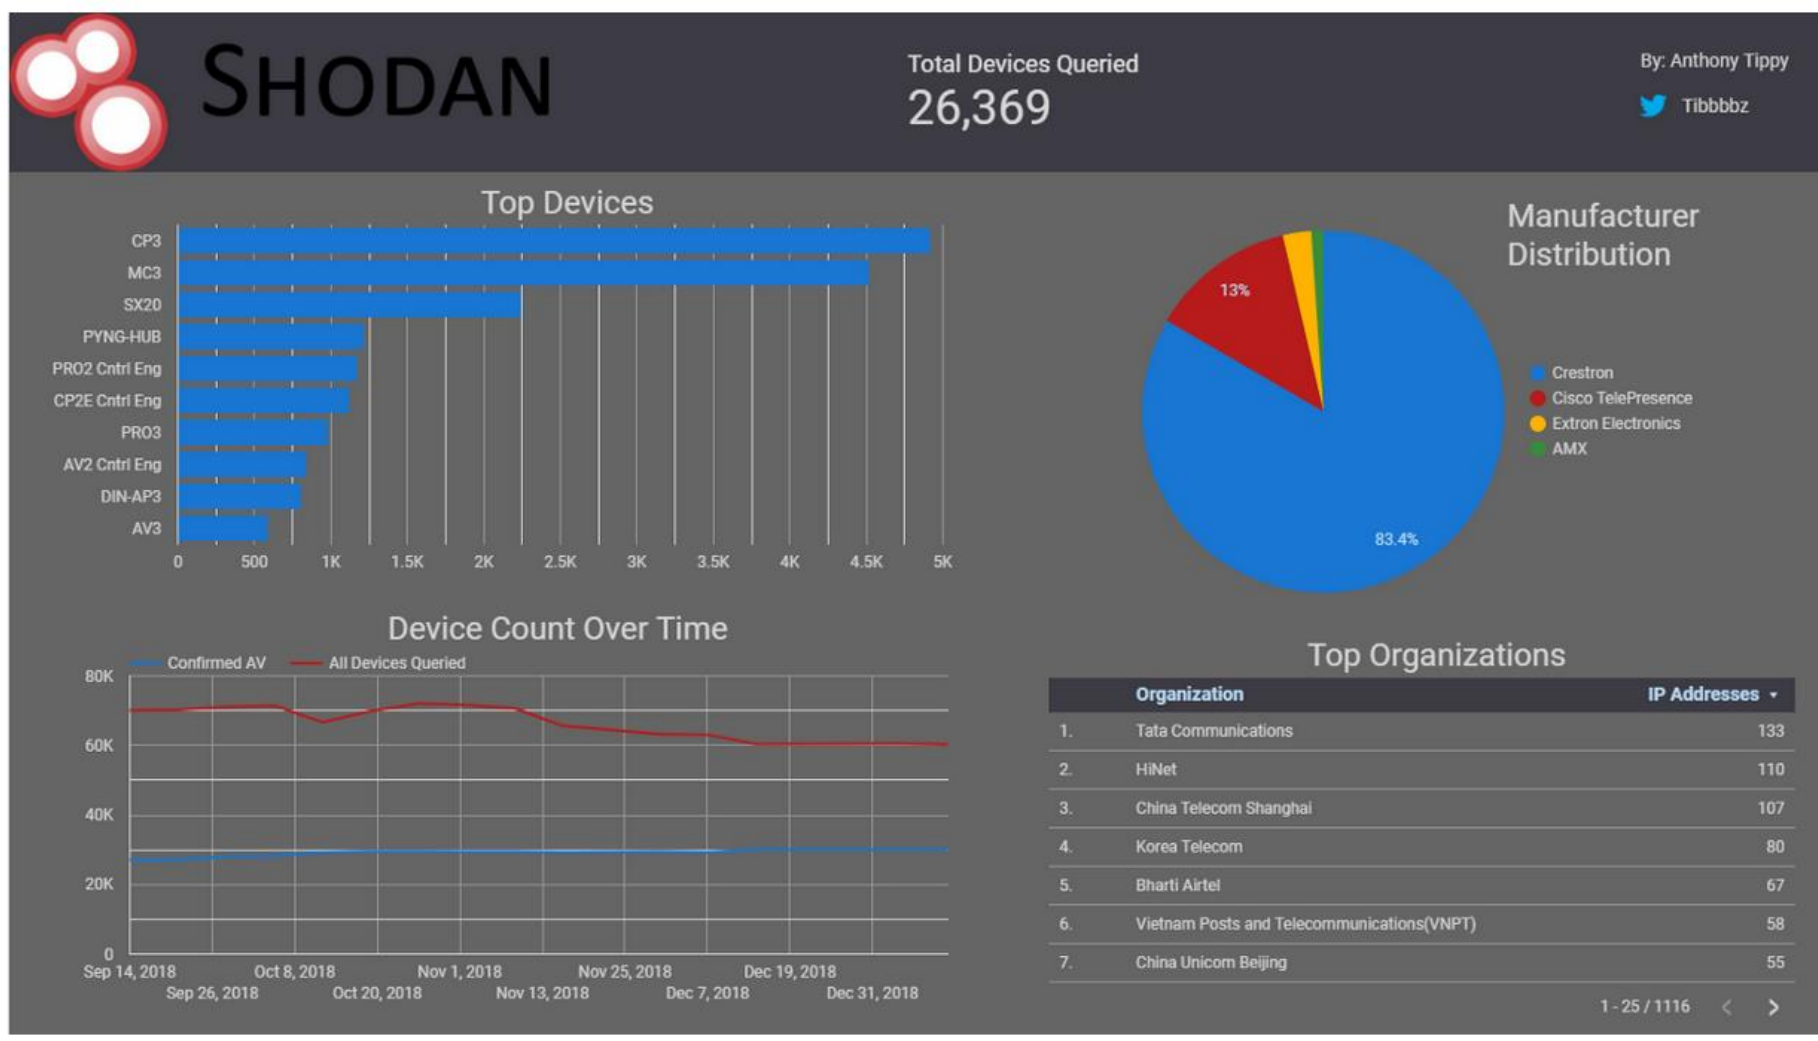 SHODAN
Total Devices Queried
26,369
By: Anthony Tippy
Tibbbbz
Top Devices
CP3
MC3
SX20
PYNG-HUB
PRO2 Cntrl Eng
CP2E Cntrl Eng
PRO3
AV2 Cntrl Eng
DIN-AP3
AV3
0 500 1K 1.5K 2K 2.5K 3K 3.5K 4K 4.5K 5K
Manufacturer
Distribution
13%
83.4%
Crestron
Cisco TelePresence
Extron Electronics
AMX
Device Count Over Time
Confirmed AV All Devices Queried
80K
60K
40K
20K
0
Sep 14, 2018 Oct 8, 2018 Nov 1, 2018 Nov 25, 2018 Dec 19, 2018
Sep 26, 2018 Oct 20, 2018 Nov 13, 2018 Dec 7, 2018 Dec 31, 2018
Top Organizations
Organization IP Addresses
1. Tata Communications 133
2. HiNet 110
3. China Telecom Shanghai 107
4. Korea Telecom 80
5. Bharti Airtel 67
6. Vietnam Posts and Telecommunications(VNPT) 58
7. China Unicom Beijing 55
1 - 25 / 1116